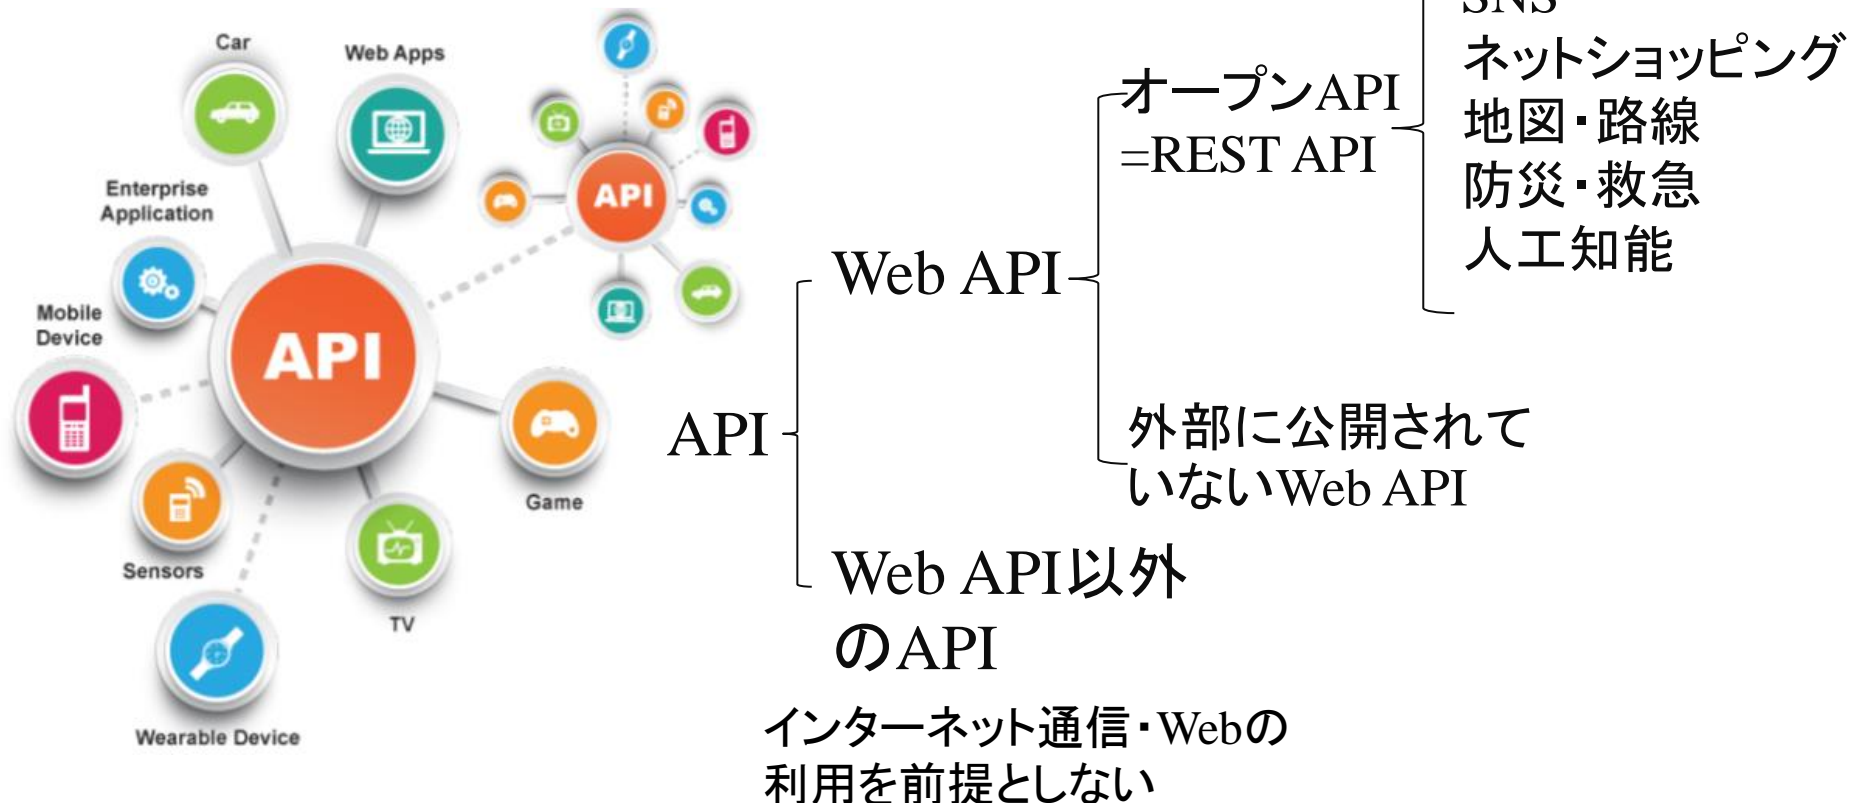 Car
Web Apps
Enterprise
Application
Mobile
Device
API
API
Game
Sensors
TV
Wearable Device
API
Web API
オープンAPI
=REST API
SNS
ネットショッピング
地図・路線
防災・救急
人工知能
外部に公開されて
いないWeb API
Web API以外
のAPI
インターネット通信・Webの
利用を前提としない